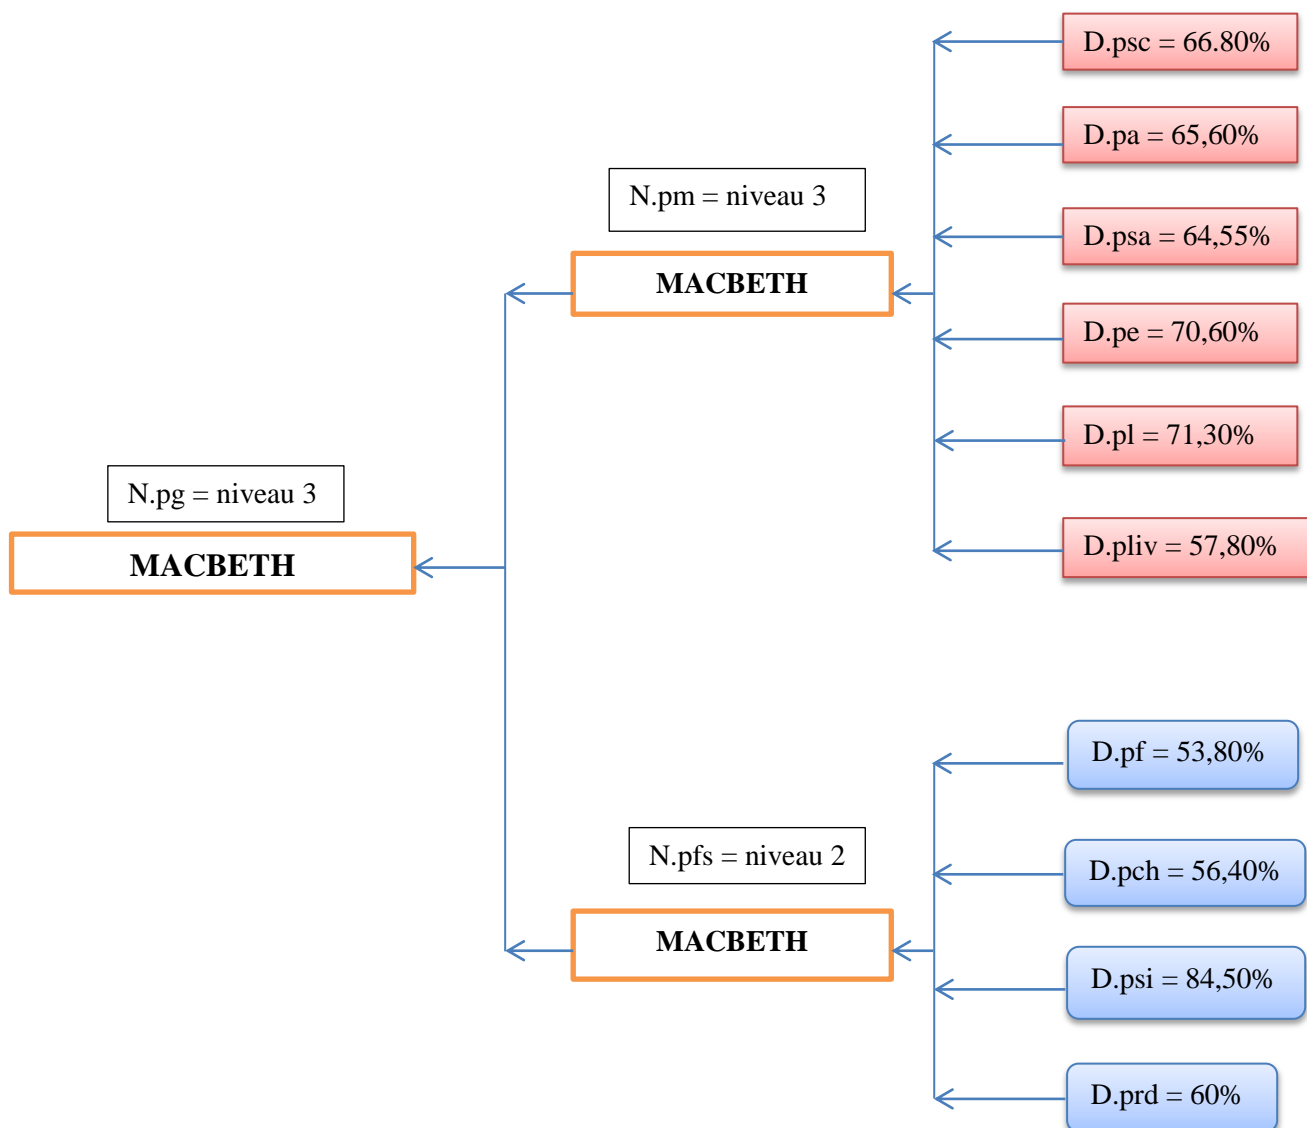 D.psc = 66.80%
D.pa = 65,60%
N.pm = niveau 3
D.psa = 64,55%
MACBETH
D.pe = 70,60%
D.pl = 71,30%
N.pg = niveau 3
D.pliv = 57,80%
MACBETH
D.pf = 53,80%
N.pfs = niveau 2
D.pch = 56,40%
MACBETH
D.psi = 84,50%
D.prd = 60%